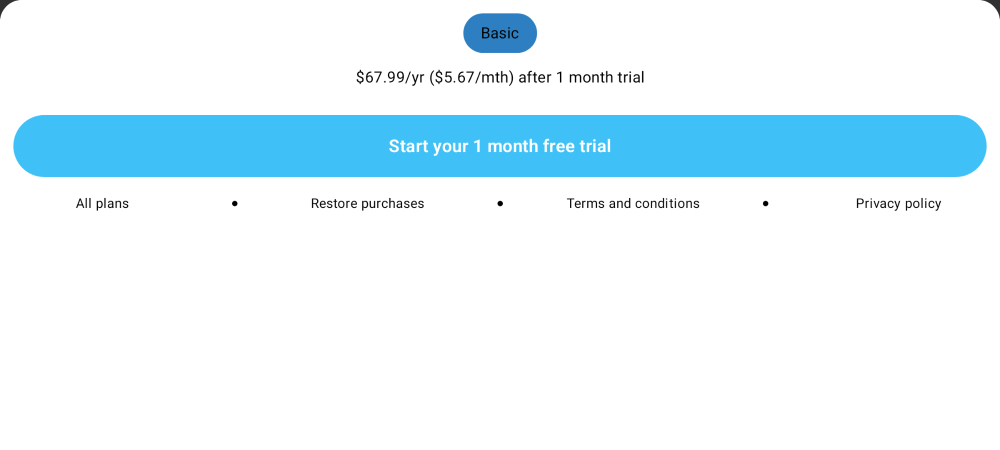 Basic
$67.99/yr ($5.67/mth) after 1 month trial
Start your 1 month free trial
All plans • Restore purchases • Terms and conditions • Privacy policy